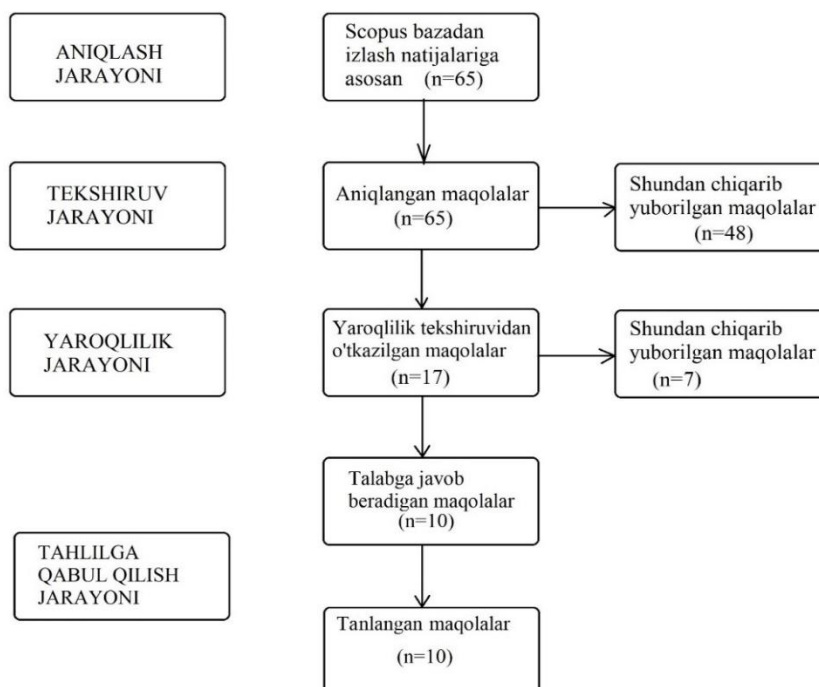 ANIQLASH
JARAYONI
Scopus bazadan
izlash natijalariga
asosan (n=65)
TEKSHIRUV
JARAYONI
Aniqlangan maqolalar
(n=65)
Shundan chiqarib
yuborilgan maqolalar
(n=48)
YAROQLILIK
JARAYONI
Yaroqlilik tekshiruvidan
o'tkazilgan maqolalar
(n=17)
Shundan chiqarib
yuborilgan maqolalar
(n=7)
Talabga javob
beradigan maqolalar
(n=10)
TAHLILGA
QABUL QILISH
JARAYONI
Tanlangan maqolalar
(n=10)